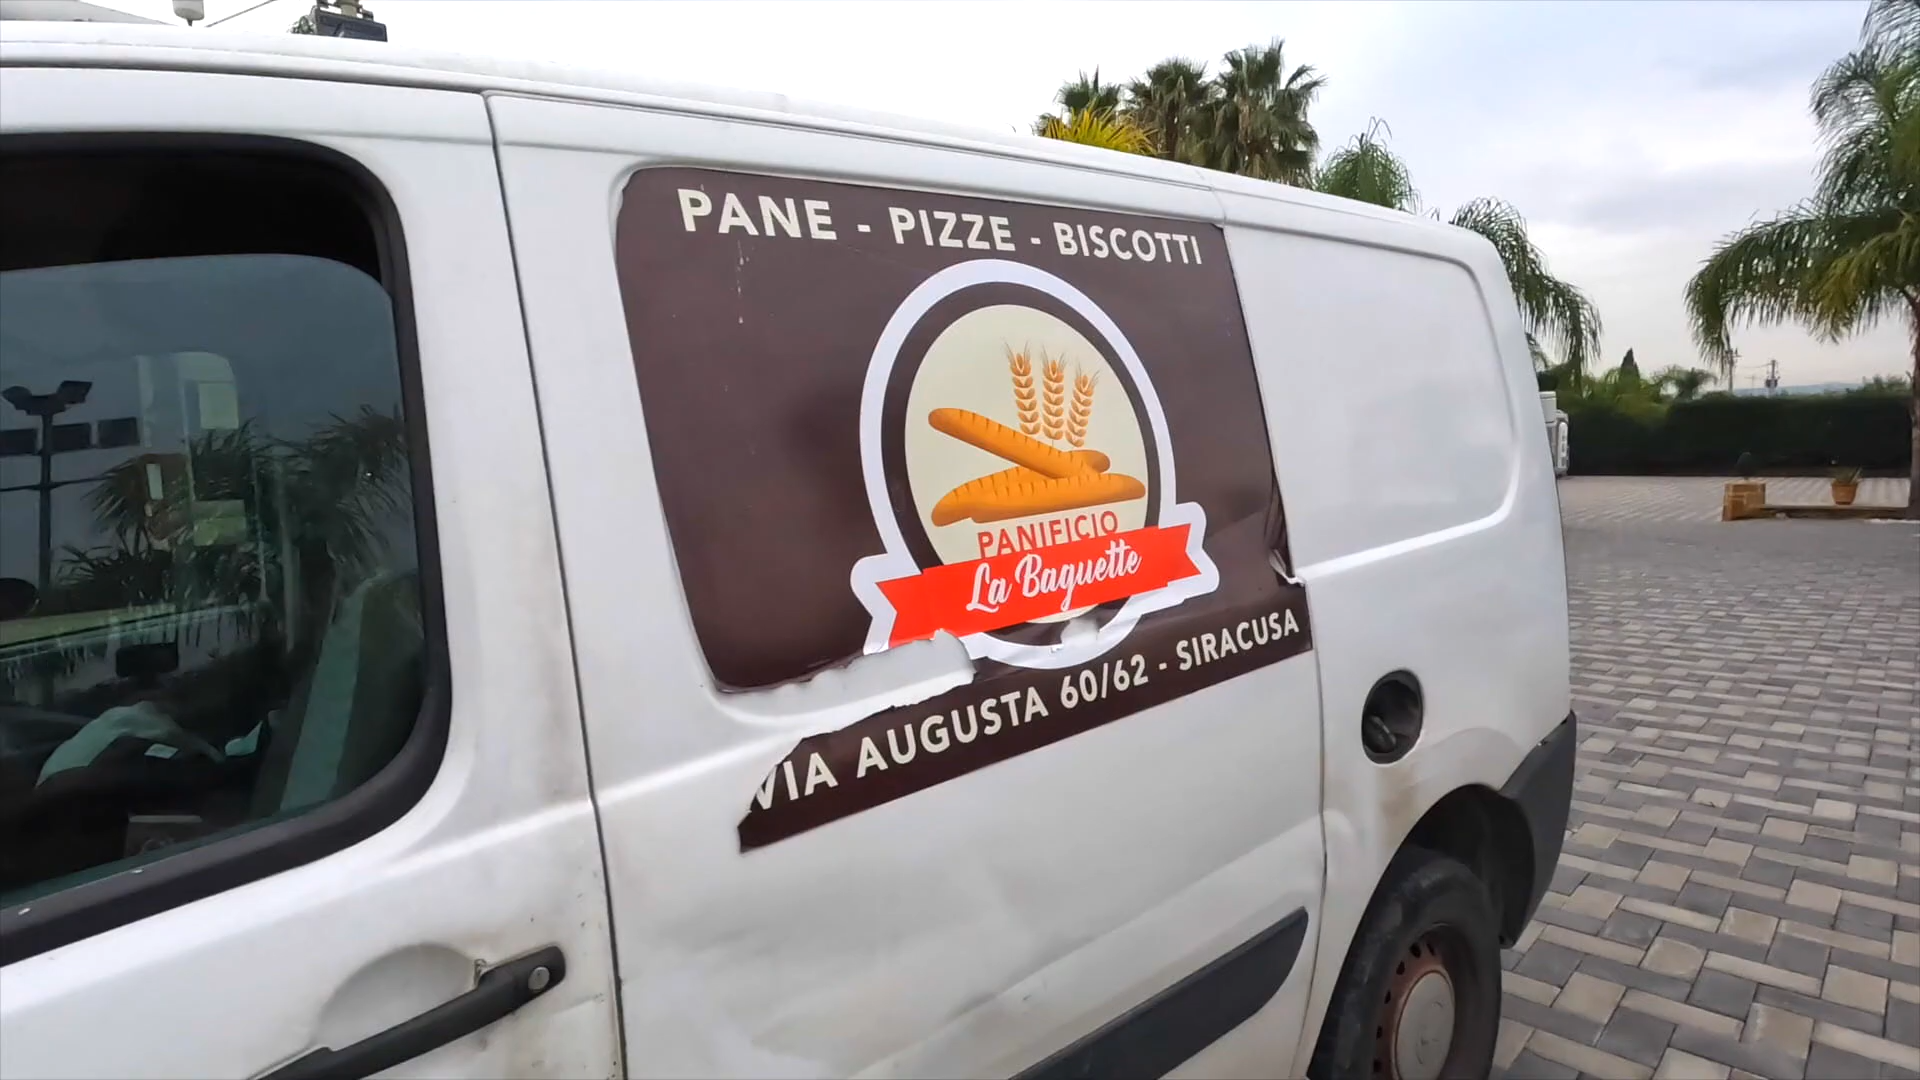 PANE - PIZZE - BISCOTTI
PANIFICIO
La Baguette
VIA AUGUSTA 60/62 - SIRACUSA